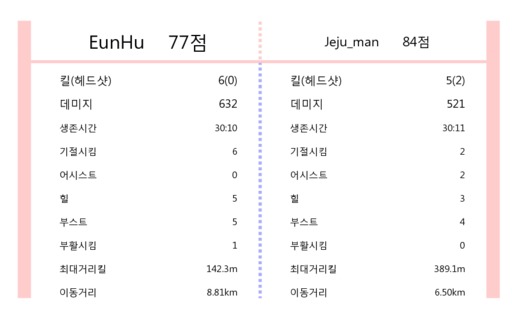 EunHu 77점
킬(헤드샷) 6(0)
데미지 632
생존시간 30:10
기절시킴 6
어시스트 0
힐 5
부스트 5
부활시킴 1
최대거리킬 142.3m
이동거리 8.81km
Jeju_man 84점
킬(헤드샷) 5(2)
데미지 521
생존시간 30:11
기절시킴 2
어시스트 2
힐 3
부스트 4
부활시킴 0
최대거리킬 389.1m
이동거리 6.50km